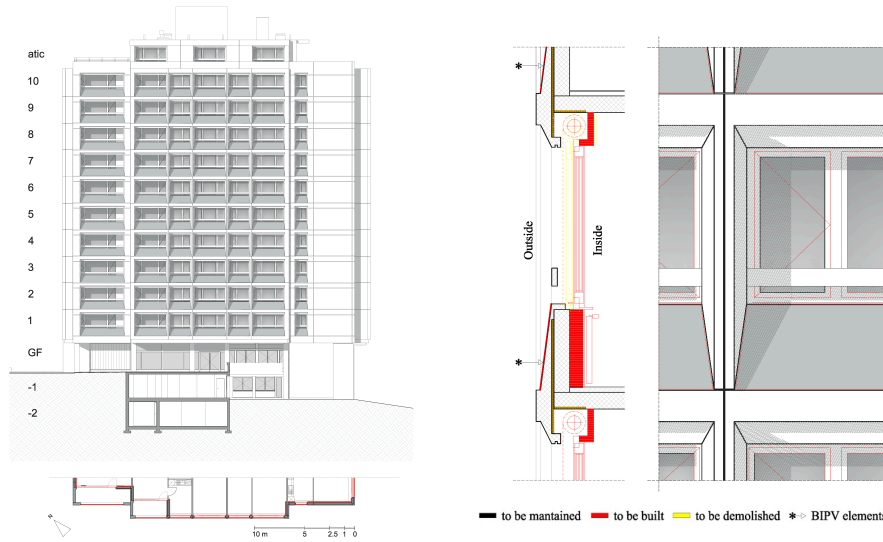 atic
10
9
8
7
6
5
4
3
2
1
GF
-1
-2
N
10 m 5 2.5 1 0
*
Outside
Inside
*
to be mantained to be built to be demolished * BIPV elements